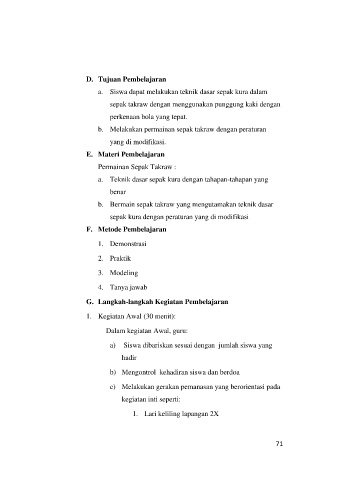 D. Tujuan Pembelajaran
a. Siswa dapat melakukan teknik dasar sepak kura dalam
sepak takraw dengan menggunakan punggung kaki dengan
perkenaan bola yang tepat.
b. Melakukan permainan sepak takraw dengan peraturan
yang di modifikasi.
E. Materi Pembelajaran
Permainan Sepak Takraw :
a. Teknik dasar sepak kura dengan tahapan-tahapan yang
benar
b. Bermain sepak takraw yang mengutamakan teknik dasar
sepak kura dengan peraturan yang di modifikasi
F. Metode Pembelajaran
1. Demonstrasi
2. Praktik
3. Modeling
4. Tanya jawab
G. Langkah-langkah Kegiatan Pembelajaran
1. Kegiatan Awal (30 menit):
Dalam kegiatan Awal, guru:
a) Siswa dibariskan sesuai dengan jumlah siswa yang
hadir
b) Mengontrol kehadiran siswa dan berdoa
c) Melakukan gerakan pemanasan yang berorientasi pada
kegiatan inti seperti:
1. Lari keliling lapangan 2X
71